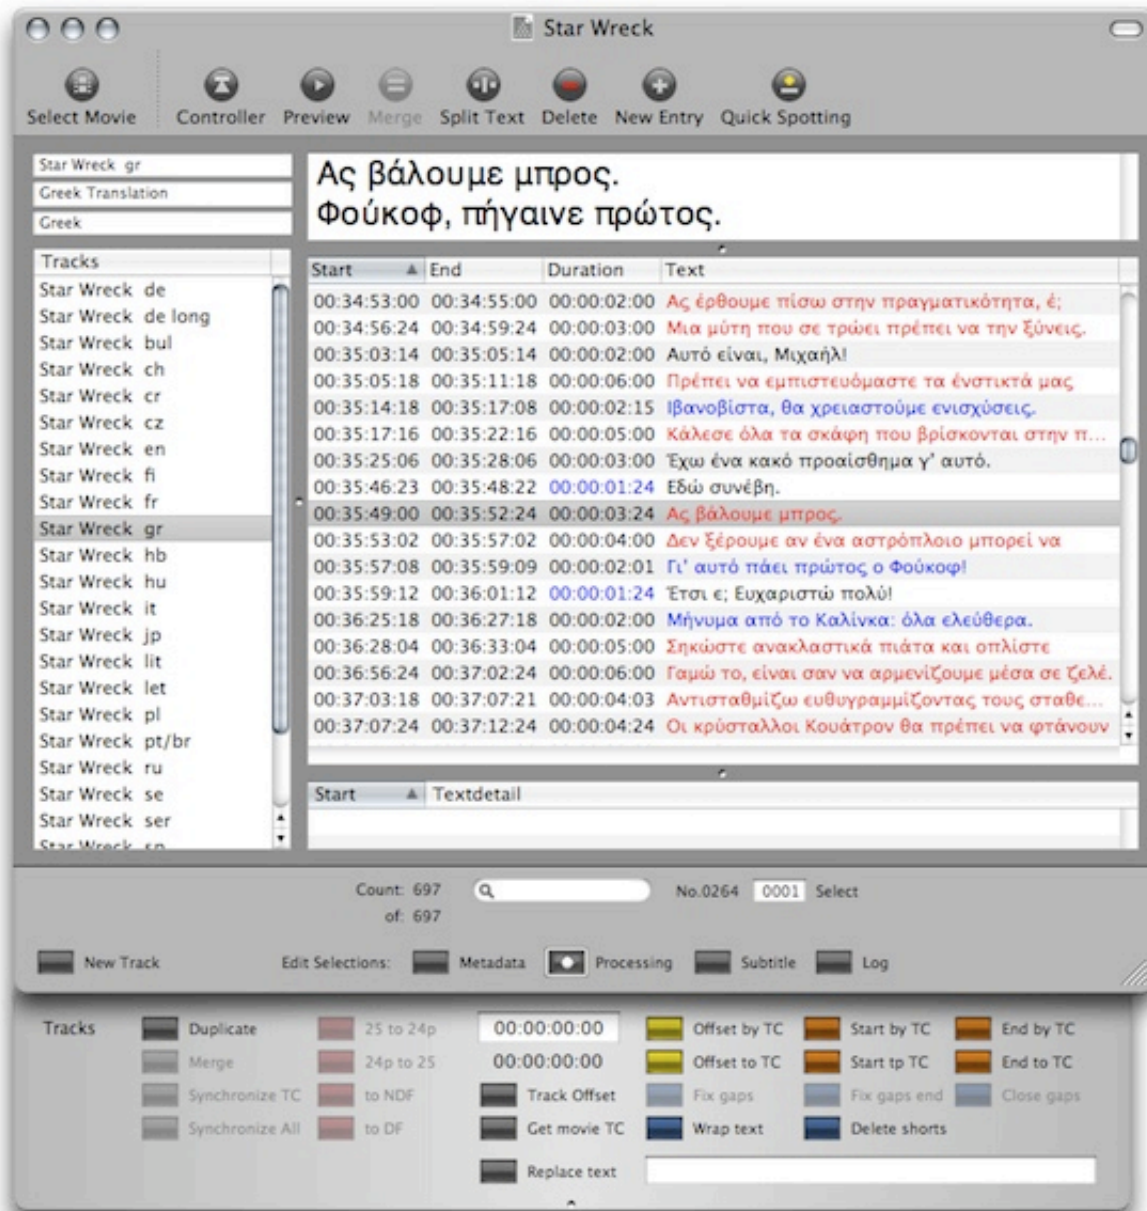 Star Wreck
Select Movie Controller Preview Merge Split Text Delete New Entry Quick Spotting
Star Wreck gr
Greek Translation
Greek
Ας βάλουμε μπρος.
Φούκοφ, πήγαινε πρώτος.
Tracks
Star Wreck de
Star Wreck de long
Star Wreck bul
Star Wreck ch
Star Wreck cr
Star Wreck cz
Star Wreck en
Star Wreck fi
Star Wreck fr
Star Wreck gr
Star Wreck hb
Star Wreck hu
Star Wreck it
Star Wreck jp
Star Wreck lit
Star Wreck let
Star Wreck pl
Star Wreck pt/br
Star Wreck ru
Star Wreck se
Star Wreck ser
Star Wreck sp
Start End Duration Text
00:34:53:00 00:34:55:00 00:00:02:00 Ας έρθουμε πίσω στην πραγματικότητα, έ;
00:34:56:24 00:34:59:24 00:00:03:00 Μια μύτη που σε τρώει πρέπει να την ξύνεις.
00:35:03:14 00:35:05:14 00:00:02:00 Αυτό είναι, Μιχαήλ!
00:35:05:18 00:35:11:18 00:00:06:00 Πρέπει να εμπιστευόμαστε τα ένστικτά μας
00:35:14:18 00:35:17:08 00:00:02:15 Ιβανοβίστα, θα χρειαστούμε ενισχύσεις.
00:35:17:16 00:35:22:16 00:00:05:00 Κάλεσε όλα τα σκάφη που βρίσκονται στην π...
00:35:25:06 00:35:28:06 00:00:03:00 Έχω ένα κακό προαίσθημα γ' αυτό.
00:35:46:23 00:35:48:22 00:00:01:24 Εδώ συνέβη.
00:35:49:00 00:35:52:24 00:00:03:24 Ας βάλουμε μπρος.
00:35:53:02 00:35:57:02 00:00:04:00 Δεν ξέρουμε αν ένα αστρόπλοιο μπορεί να
00:35:57:08 00:35:59:09 00:00:02:01 Γι' αυτό πάει πρώτος ο Φούκοφ!
00:35:59:12 00:36:01:12 00:00:01:24 Έτσι ε; Ευχαριστώ πολύ!
00:36:25:18 00:36:27:18 00:00:02:00 Μήνυμα από το Καλίνκα: όλα ελεύθερα.
00:36:28:04 00:36:33:04 00:00:05:00 Σηκώστε ανακλαστικά πιάτα και οπλίστε
00:36:56:24 00:37:02:24 00:00:06:00 Γαμώ το, είναι σαν να αρμενίζουμε μέσα σε ζελέ.
00:37:03:18 00:37:07:21 00:00:04:03 Αντισταθμίζω ευθυγραμμίζοντας τους σταθε...
00:37:07:24 00:37:12:24 00:00:04:24 Οι κρύσταλλοι Κουάτρον θα πρέπει να φτάνουν
Start Textdetail
Count: 697 No.0264 0001 Select
of: 697
New Track Edit Selections: Metadata Processing Subtitle Log
Tracks Duplicate 25 to 24p 00:00:00:00 Offset by TC Start by TC End by TC
Merge 24p to 25 00:00:00:00 Offset to TC Start tp TC End to TC
Synchronize TC to NDF Track Offset Fix gaps Fix gaps end Close gaps
Synchronize All to DF Get movie TC Wrap text Delete shorts
Replace text